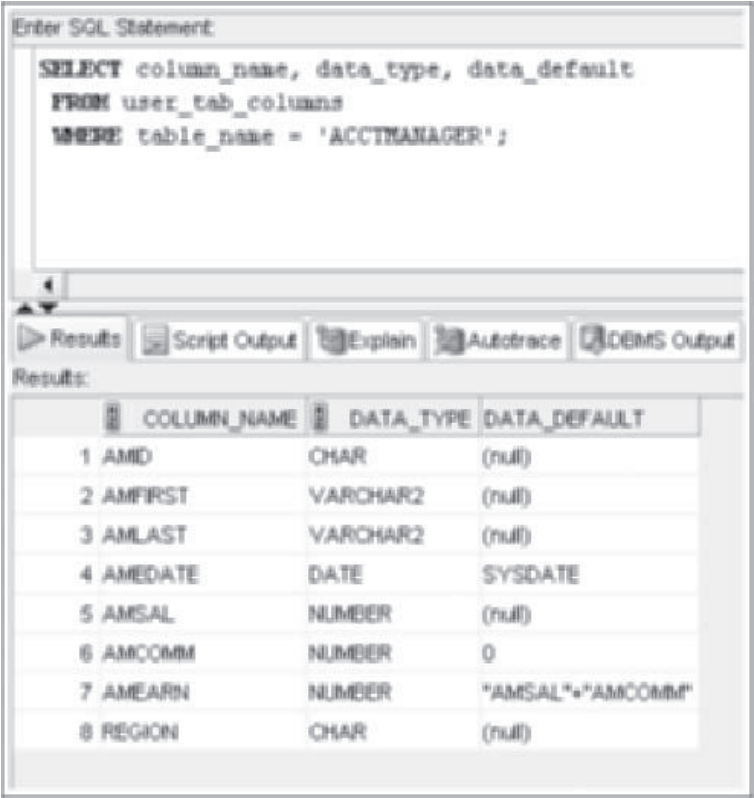 Enter SQL Statement:
SELECT column_name, data_type, data_default
FROM user_tab_columns
WHERE table_name = 'ACCTMANAGER';
Results Script Output Explain Autotrace DBMS Output
Results:
COLUMN_NAME DATA_TYPE DATA_DEFAULT
1 AMID CHAR (null)
2 AMFIRST VARCHAR2 (null)
3 AMLAST VARCHAR2 (null)
4 AMEDATE DATE SYSDATE
5 AMSAL NUMBER (null)
6 AMCOMM NUMBER 0
7 AMEARN NUMBER "AMSAL"+"AMCOMM"
8 REGION CHAR (null)